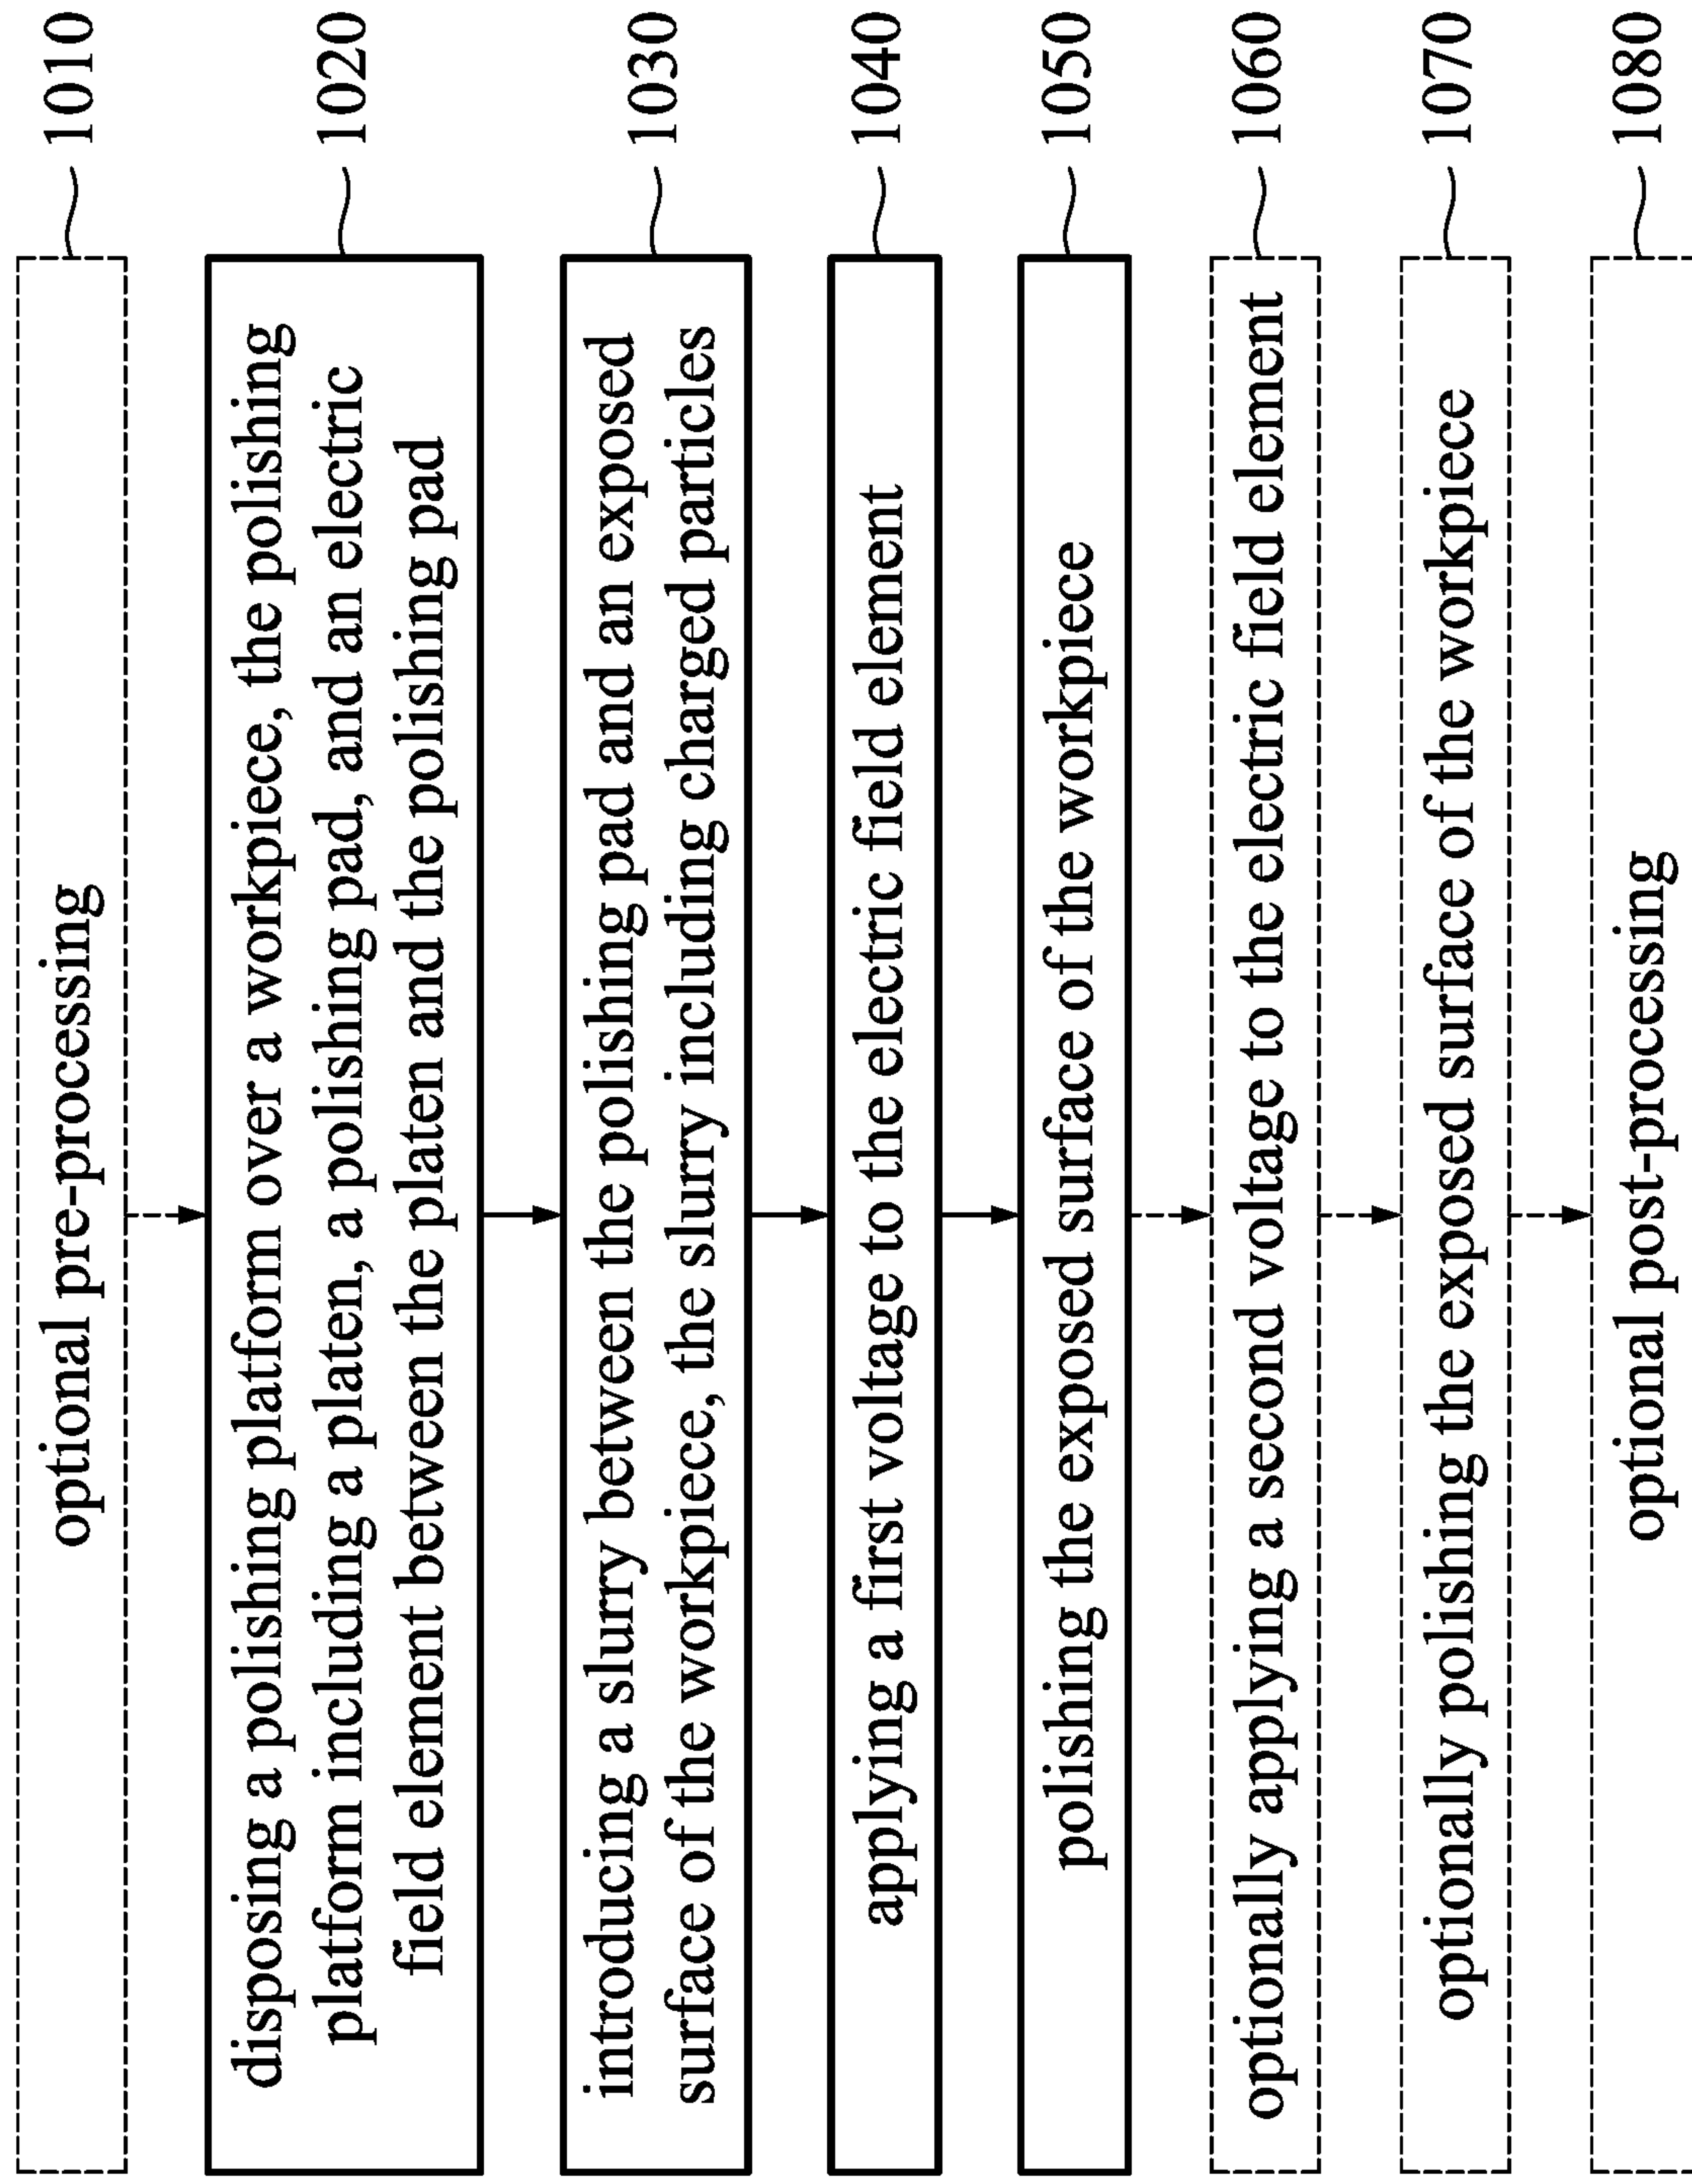 optional pre-processing
1010
disposing a polishing platform over a workpiece, the polishing
platform including a platen, a polishing pad, and an electric
field element between the platen and the polishing pad
1020
introducing a slurry between the polishing pad and an exposed
surface of the workpiece, the slurry including charged particles
1030
applying a first voltage to the electric field element
1040
polishing the exposed surface of the workpiece
1050
optionally applying a second voltage to the electric field element
1060
optionally polishing the exposed surface of the workpiece
1070
optional post-processing
1080